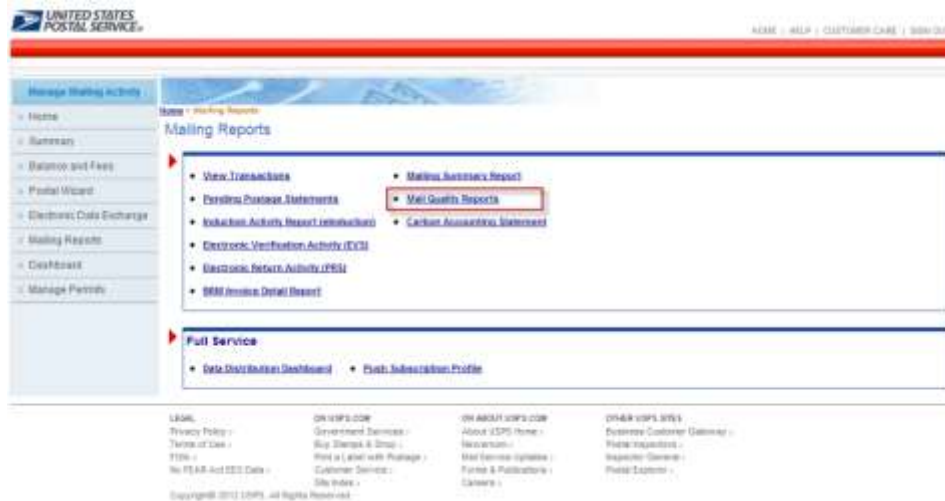 UNITED STATES
POSTAL SERVICE
HOME | HELP | CUSTOMER CARE | SIGN OUT
Manage Mailing Activity
Home
Summary
Balance and Fees
Postal Wizard
Electronic Data Exchange
Mailing Reports
Dashboard
Manage Permits
Home > Mailing Reports
Mailing Reports
View Transactions
Pending Postage Statements
Induction Activity Report (eInduction)
Electronic Verification Activity (EVS)
Electronic Return Activity (PRS)
BRM Invoice Detail Report
Mailing Summary Report
Mail Quality Reports
Carbon Accounting Statement
Full Service
Data Distribution Dashboard
Push Subscription Profile
LEGAL
Privacy Policy ›
Terms of Use ›
FOIA ›
No FEAR Act EEO Data ›
ON USPS.COM
Government Services ›
Buy Stamps & Shop ›
Print a Label with Postage ›
Customer Service ›
Site Index ›
ON ABOUT.USPS.COM
About USPS Home ›
Newsroom ›
Mail Service Updates ›
Forms & Publications ›
Careers ›
OTHER USPS SITES
Business Customer Gateway ›
Postal Inspectors ›
Inspector General ›
Postal Explorer ›
Copyright© 2012 USPS. All Rights Reserved.